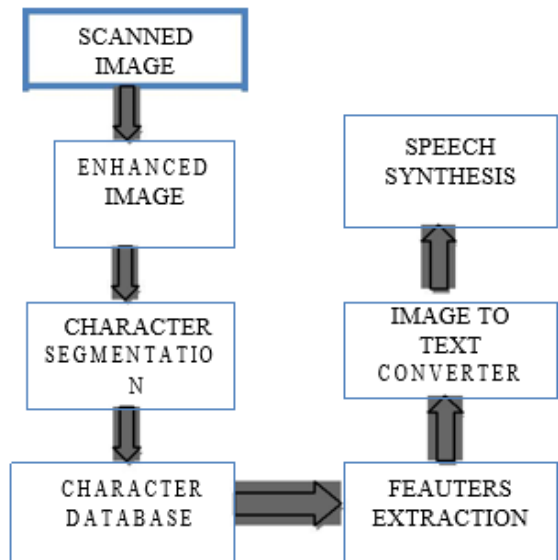 SCANNED
IMAGE
ENHANCED
IMAGE
CHARACTER
SEGMENTATIO
N
CHARACTER
DATABASE
FEAUTERS
EXTRACTION
IMAGE TO
TEXT
CONVERTER
SPEECH
SYNTHESIS